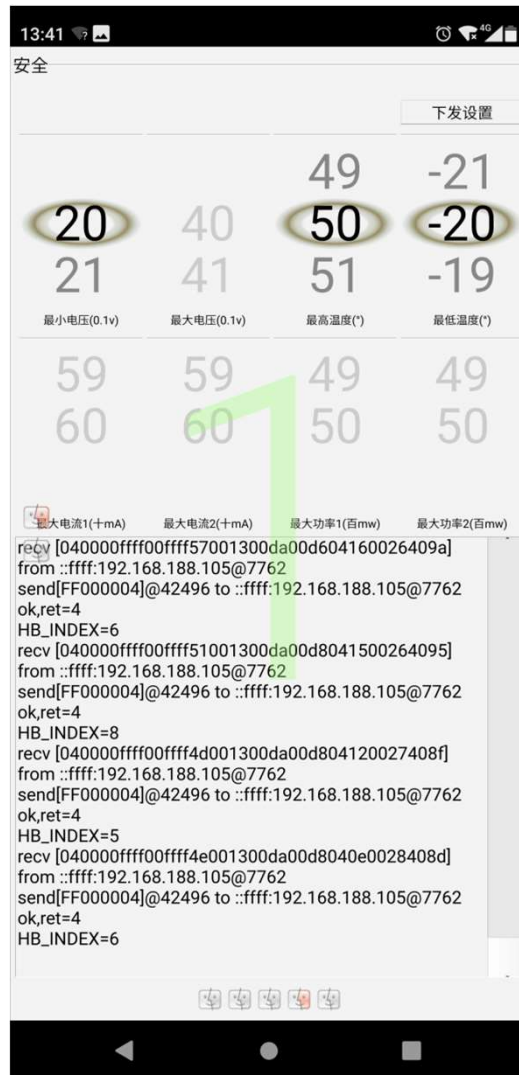 13:41
4G
安全
下发设置
49 -21
20 40 50 -20
21 41 51 -19
最小电压(0.1v) 最大电压(0.1v) 最高温度(°) 最低温度(°)
59 59 49 49
60 60 50 50
1
最大电流1(十mA) 最大电流2(十mA) 最大功率1(百mw) 最大功率2(百mw)
recv [040000ffff00ffff57001300da00d604160026409a]
from ::ffff:192.168.188.105@7762
send[FF000004]@42496 to ::ffff:192.168.188.105@7762
ok,ret=4
HB_INDEX=6
recv [040000ffff00ffff51001300da00d8041500264095]
from ::ffff:192.168.188.105@7762
send[FF000004]@42496 to ::ffff:192.168.188.105@7762
ok,ret=4
HB_INDEX=8
recv [040000ffff00ffff4d001300da00d804120027408f]
from ::ffff:192.168.188.105@7762
send[FF000004]@42496 to ::ffff:192.168.188.105@7762
ok,ret=4
HB_INDEX=5
recv [040000ffff00ffff4e001300da00d8040e0028408d]
from ::ffff:192.168.188.105@7762
send[FF000004]@42496 to ::ffff:192.168.188.105@7762
ok,ret=4
HB_INDEX=6